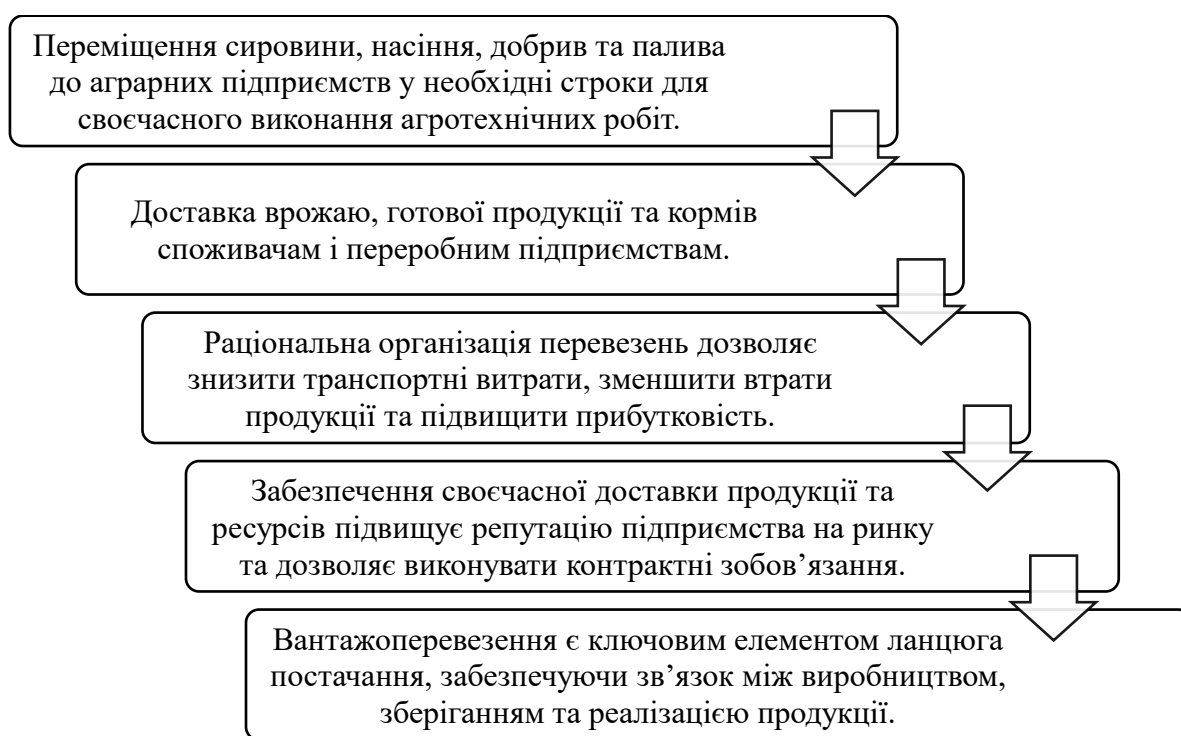 Переміщення сировини, насіння, добрив та палива
до аграрних підприємств у необхідні строки для
своєчасного виконання агротехнічних робіт.
Доставка врожаю, готової продукції та кормів
споживачам і переробним підприємствам.
Раціональна організація перевезень дозволяє
знизити транспортні витрати, зменшити втрати
продукції та підвищити прибутковість.
Забезпечення своєчасної доставки продукції та
ресурсів підвищує репутацію підприємства на ринку
та дозволяє виконувати контрактні зобов’язання.
Вантажоперевезення є ключовим елементом ланцюга
постачання, забезпечуючи зв’язок між виробництвом,
зберіганням та реалізацією продукції.